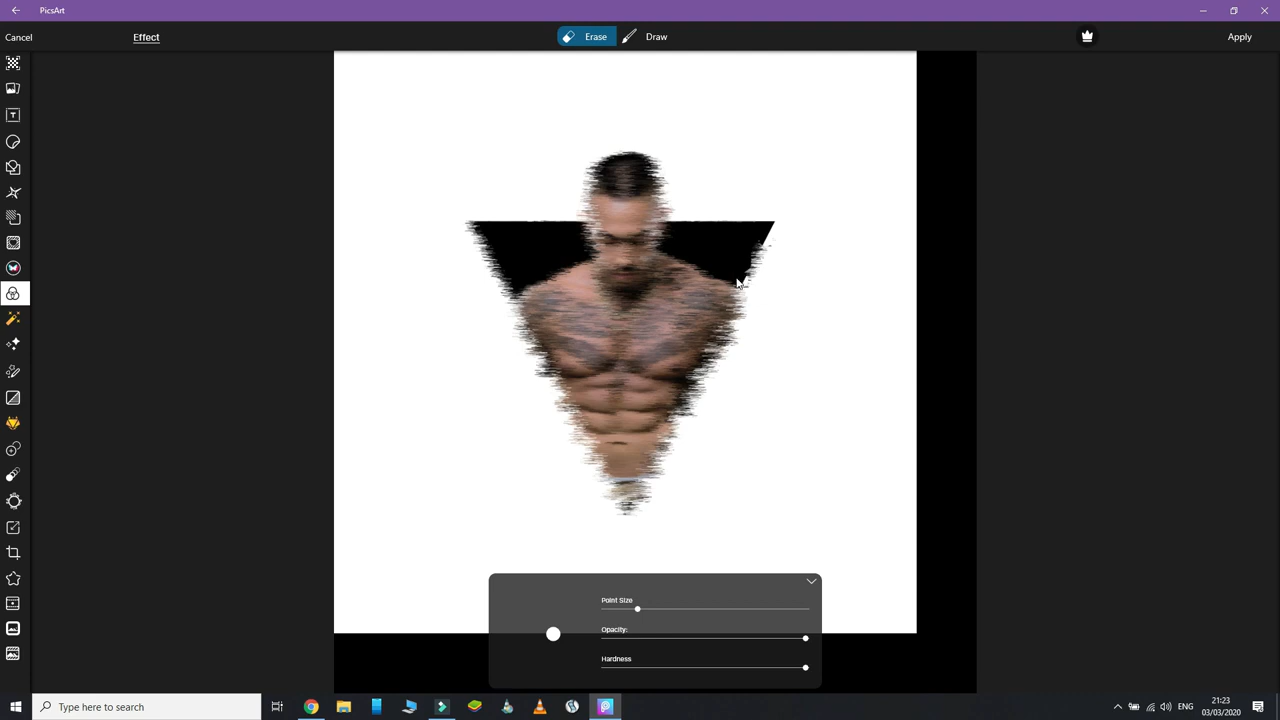 PicsArt
Cancel
Effect
Erase
Draw
Apply
Point Size
Opacity:
Hardness
Type here to search
ENG
21:23
03/03/2020